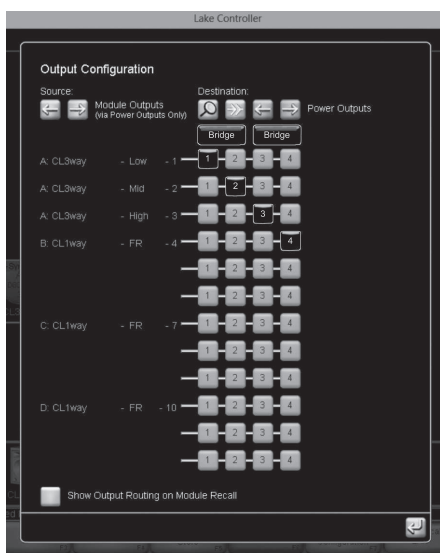 Lake Controller
Output Configuration
Source:
Destination:
Module Outputs
(via Power Outputs Only)
Power Outputs
Bridge Bridge
A: CL3way - Low - 1 1 2 3 4
A: CL3way - Mid - 2 1 2 3 4
A: CL3way - High - 3 1 2 3 4
B: CL1way - FR - 4 1 2 3 4
1 2 3 4
1 2 3 4
C: CL1way - FR - 7 1 2 3 4
1 2 3 4
1 2 3 4
D: CL1way - FR - 10 1 2 3 4
1 2 3 4
1 2 3 4
Show Output Routing on Module Recall